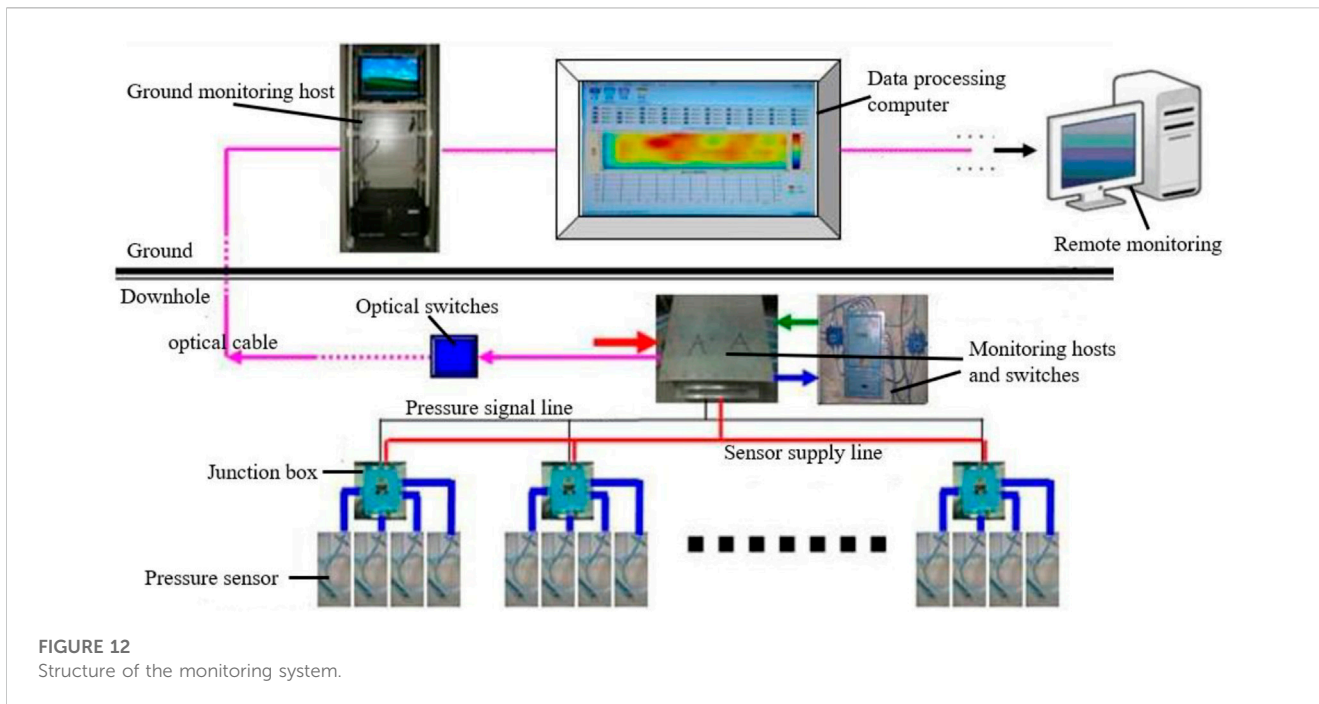 Ground monitoring host
Data processing
computer
Remote monitoring
Ground
Downhole
Optical switches
optical cable
Monitoring hosts
and switches
A A
Pressure signal line
Sensor supply line
Junction box
Pressure sensor
FIGURE 12
Structure of the monitoring system.